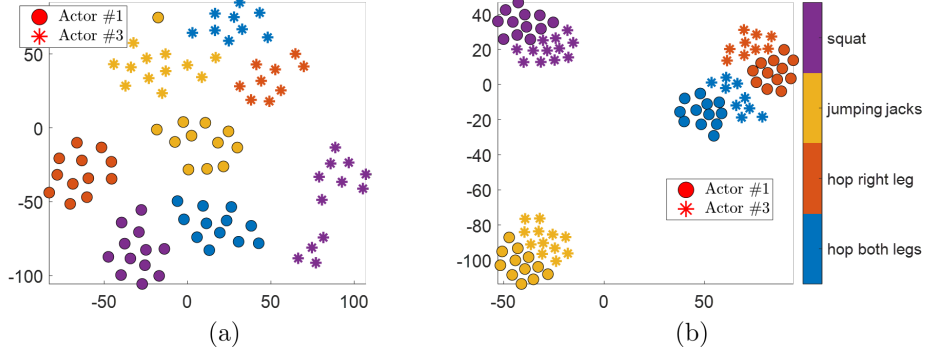 Actor #1
Actor #3
50
0
-50
-100
-50
0
50
100
(a)
40
20
0
-20
-40
-60
-80
-100
-50
0
50
Actor #1
Actor #3
(b)
squat
jumping jacks
hop right leg
hop both legs